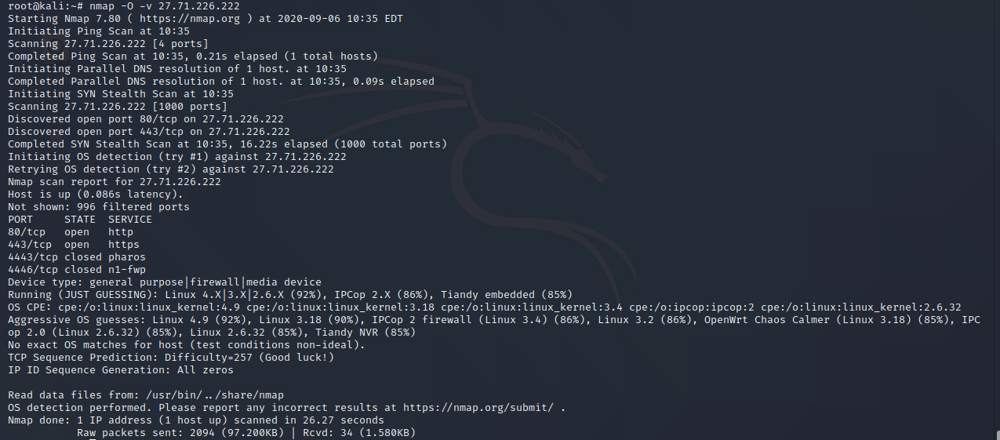 root@kali:~# nmap -O -v 27.71.226.222
Starting Nmap 7.80 ( https://nmap.org ) at 2020-09-06 10:35 EDT
Initiating Ping Scan at 10:35
Scanning 27.71.226.222 [4 ports]
Completed Ping Scan at 10:35, 0.21s elapsed (1 total hosts)
Initiating Parallel DNS resolution of 1 host. at 10:35
Completed Parallel DNS resolution of 1 host. at 10:35, 0.09s elapsed
Initiating SYN Stealth Scan at 10:35
Scanning 27.71.226.222 [1000 ports]
Discovered open port 80/tcp on 27.71.226.222
Discovered open port 443/tcp on 27.71.226.222
Completed SYN Stealth Scan at 10:35, 16.22s elapsed (1000 total ports)
Initiating OS detection (try #1) against 27.71.226.222
Retrying OS detection (try #2) against 27.71.226.222
Nmap scan report for 27.71.226.222
Host is up (0.086s latency).
Not shown: 996 filtered ports
PORT     STATE  SERVICE
80/tcp   open   http
443/tcp  open   https
4443/tcp closed pharos
4446/tcp closed n1-fwp
Device type: general purpose|firewall|media device
Running (JUST GUESSING): Linux 4.X|3.X|2.6.X (92%), IPCop 2.X (86%), Tiandy embedded (85%)
OS CPE: cpe:/o:linux:linux_kernel:4.9 cpe:/o:linux:linux_kernel:3.18 cpe:/o:linux:linux_kernel:3.4 cpe:/o:ipcop:ipcop:2 cpe:/o:linux:linux_kernel:2.6.32
Aggressive OS guesses: Linux 4.9 (92%), Linux 3.18 (90%), IPCop 2 firewall (Linux 3.4) (86%), Linux 3.2 (86%), OpenWrt Chaos Calmer (Linux 3.18) (85%), IPC
op 2.0 (Linux 2.6.32) (85%), Linux 2.6.32 (85%), Tiandy NVR (85%)
No exact OS matches for host (test conditions non-ideal).
TCP Sequence Prediction: Difficulty=257 (Good luck!)
IP ID Sequence Generation: All zeros

Read data files from: /usr/bin/../share/nmap
OS detection performed. Please report any incorrect results at https://nmap.org/submit/ .
Nmap done: 1 IP address (1 host up) scanned in 26.27 seconds
           Raw packets sent: 2094 (97.200KB) | Rcvd: 34 (1.580KB)